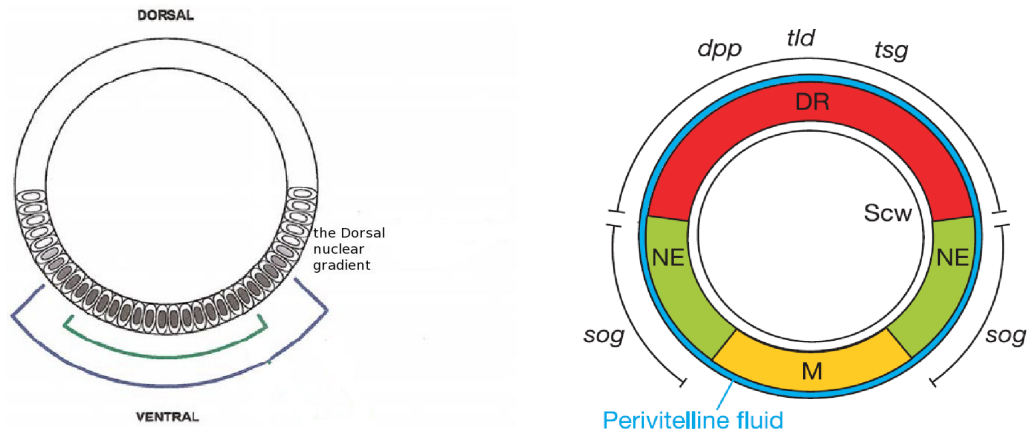 DORSAL
the Dorsal
nuclear
gradient
VENTRAL
dpp
tld
tsg
DR
Scw
NE
NE
sog
sog
M
Perivitelline fluid